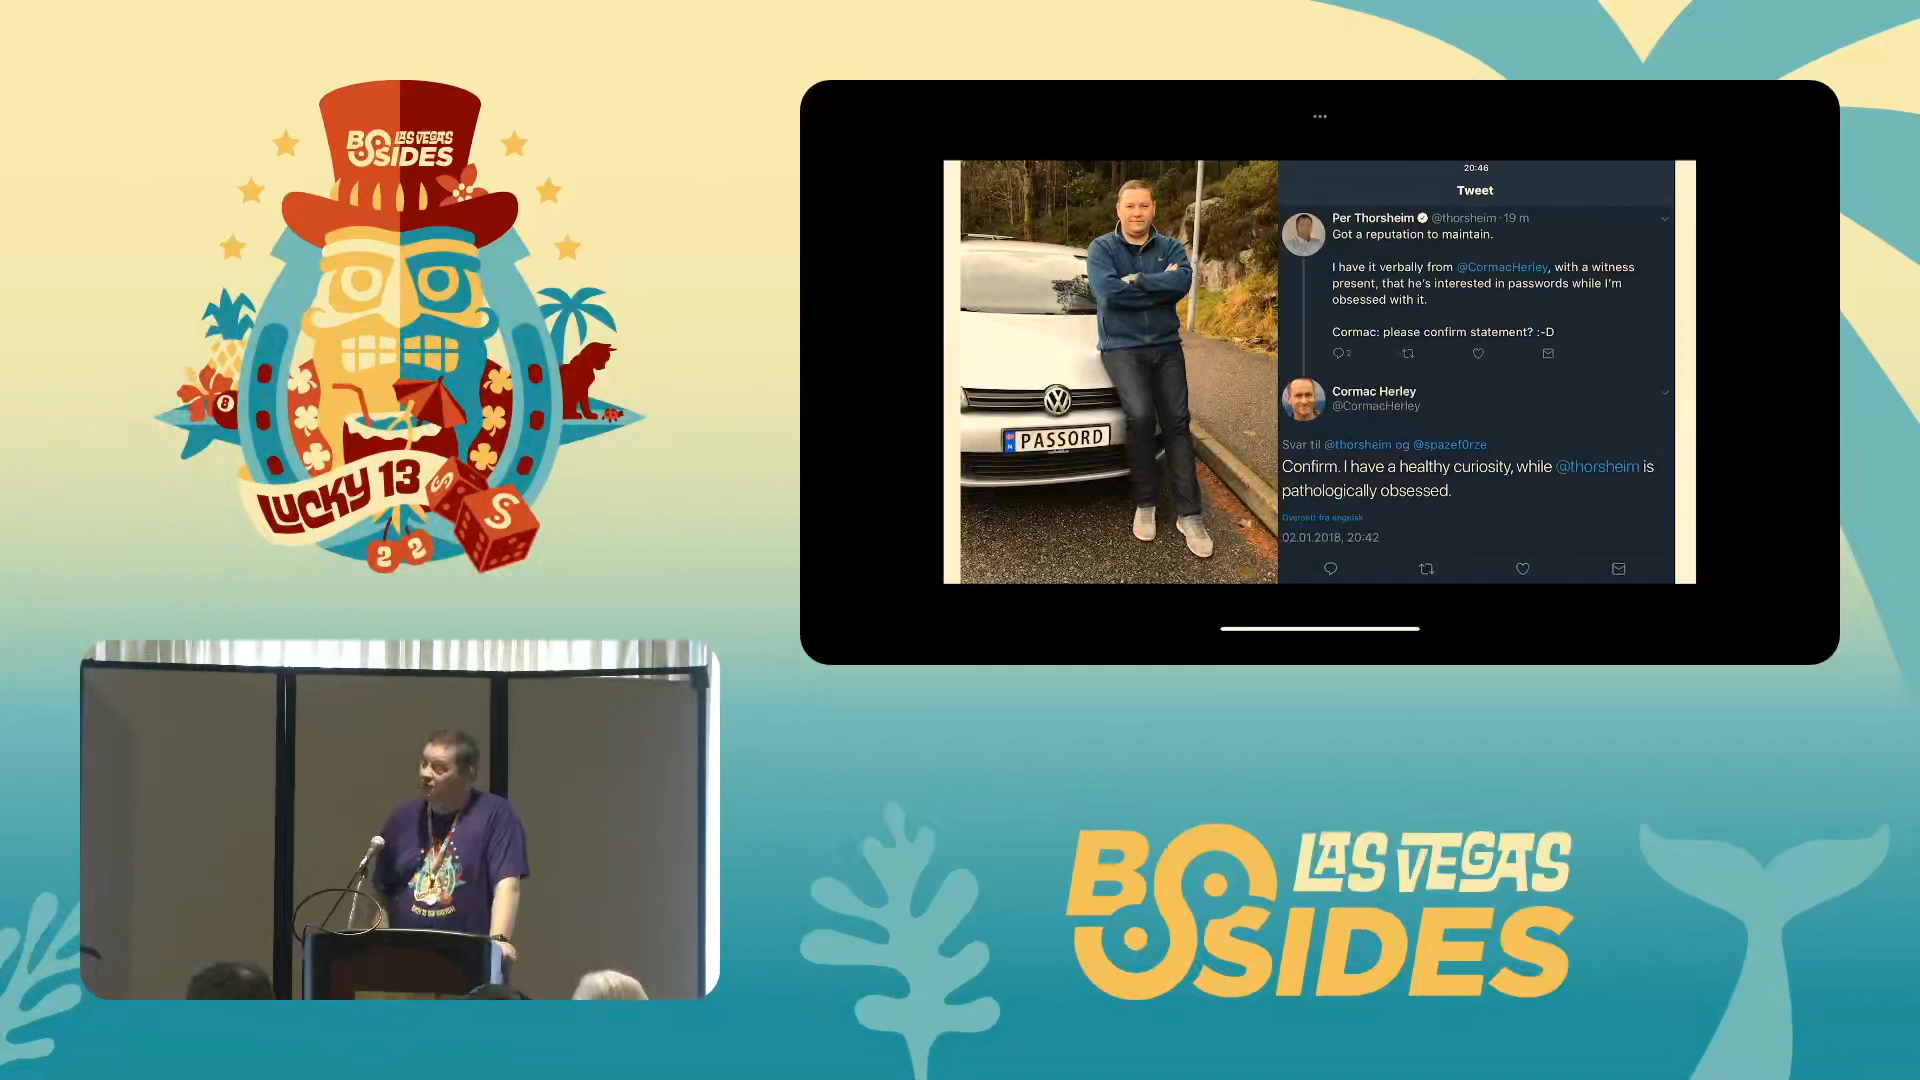 BSIDES LAS VEGAS
LUCKY 13
S
S
8
2 2
PASSORD
N
20:46
Tweet
Per Thorsheim @thorsheim · 19 m
Got a reputation to maintain.
I have it verbally from @CormacHerley, with a witness
present, that he's interested in passwords while I'm
obsessed with it.
Cormac: please confirm statement? :-D
2
Cormac Herley
@CormacHerley
Svar til @thorsheim og @spazef0rze
Confirm. I have a healthy curiosity, while @thorsheim is
pathologically obsessed.
Oversett fra engelsk
02.01.2018, 20:42
BSIDES LAS VEGAS